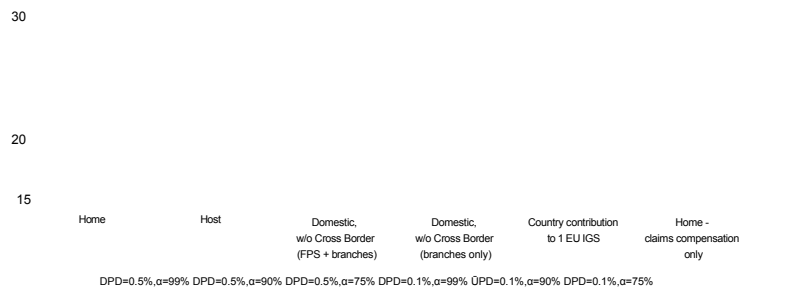 30
20
15
Home Host Domestic, Domestic, Country contribution Home -
w/o Cross Border w/o Cross Border to 1 EU IGS claims compensation
(FPS + branches) (branches only) only
DPD=0.5%,α=99% DPD=0.5%,α=90% DPD=0.5%,α=75% DPD=0.1%,α=99% ŪPD=0.1%,α=90% DPD=0.1%,α=75%